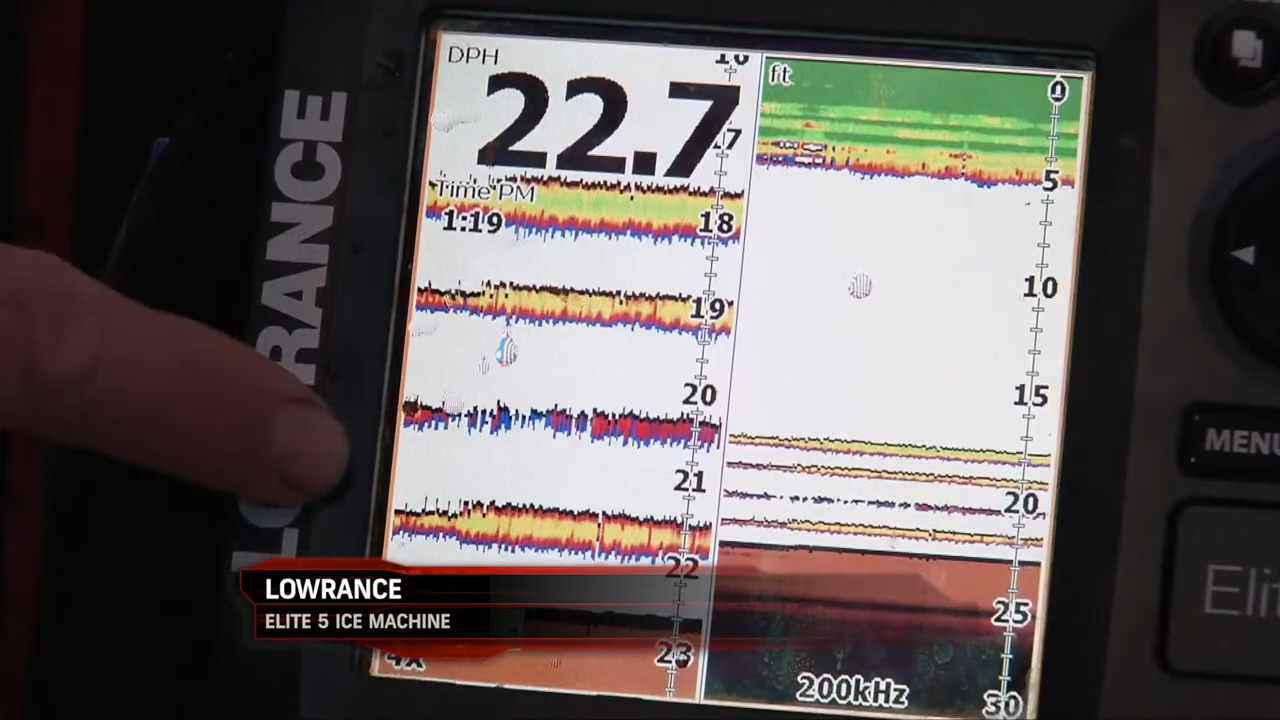 LOWRANCE
DPH
22.7
Time PM
1:19
16
17
18
19
20
21
22
23
4X
ft
0
5
10
15
20
25
30
200kHz
MENU
Eli
LOWRANCE
ELITE 5 ICE MACHINE